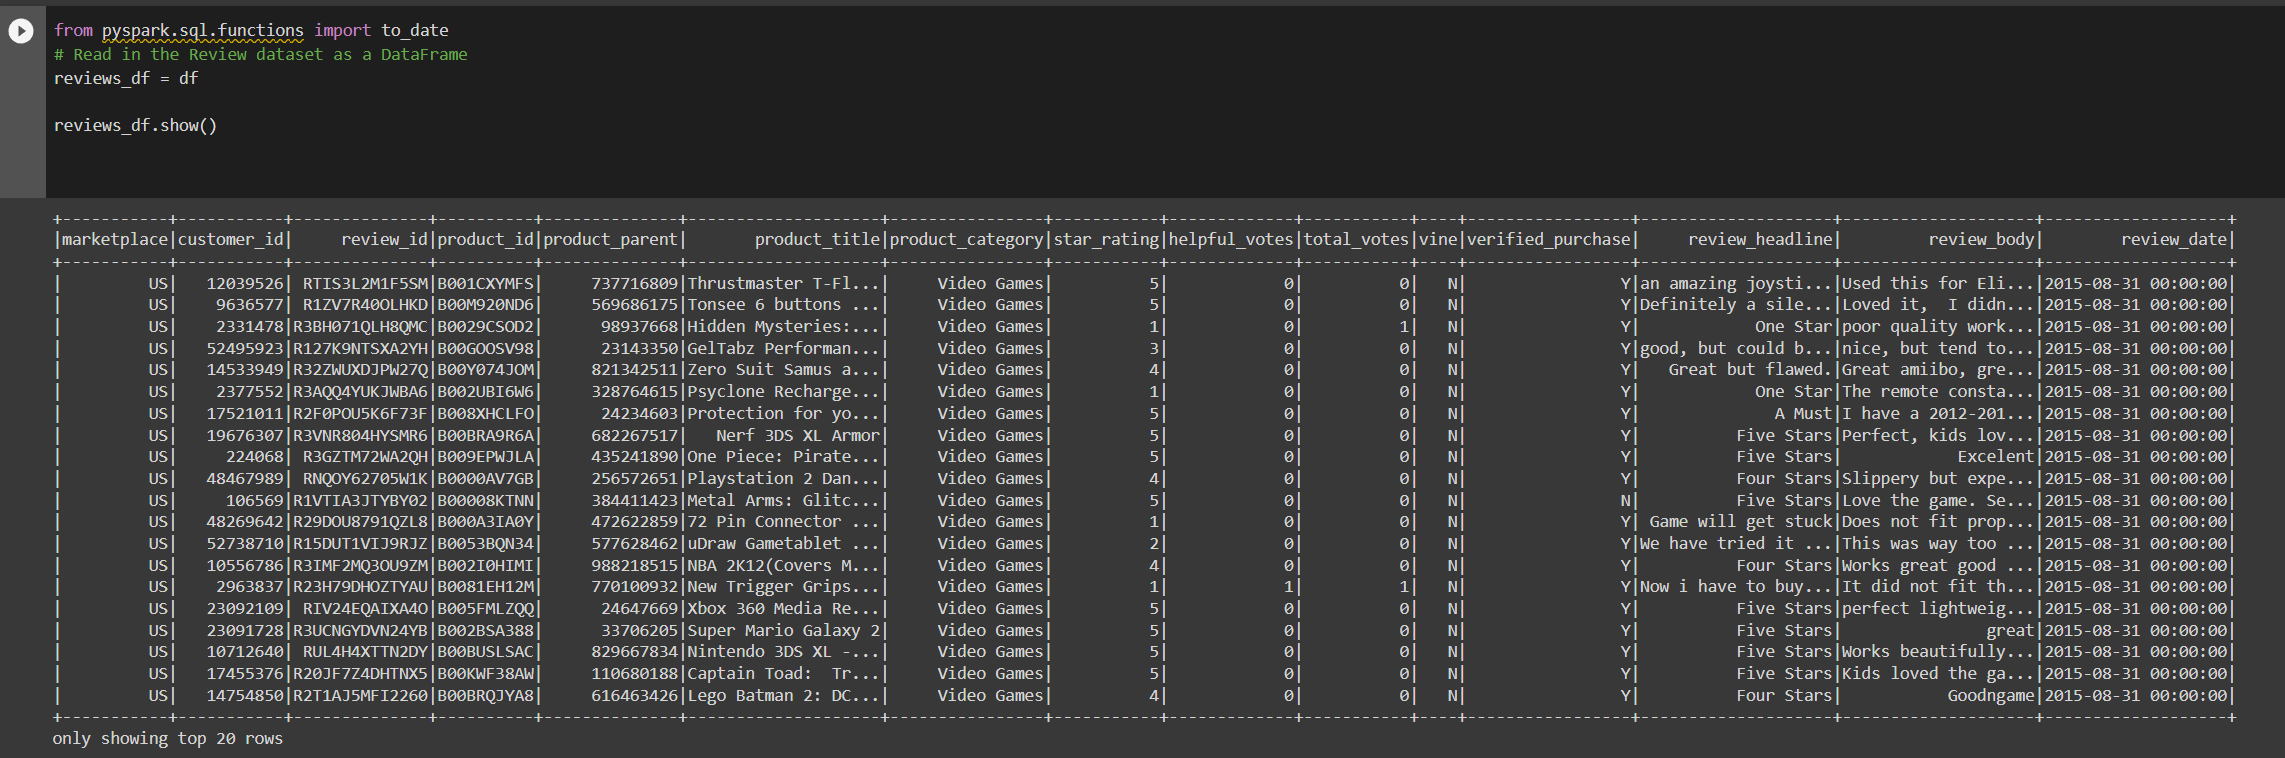 from pyspark.sql.functions import to_date
# Read in the Review dataset as a DataFrame
reviews_df = df
reviews_df.show()
+-----------+-----------+--------------+----------+--------------+--------------------+----------------+-----------+-------------+-----------+----+-----------------+--------------------+--------------------+-------------------+
|marketplace|customer_id|     review_id|product_id|product_parent|       product_title|product_category|star_rating|helpful_votes|total_votes|vine|verified_purchase|     review_headline|         review_body|        review_date|
+-----------+-----------+--------------+----------+--------------+--------------------+----------------+-----------+-------------+-----------+----+-----------------+--------------------+--------------------+-------------------+
|         US|   12039526| RTIS3L2M1F5SM|B001CXYMFS|     737716809|Thrustmaster T-Fl...|     Video Games|          5|            0|          0|   N|                Y|an amazing joysti...|Used this for Eli...|2015-08-31 00:00:00|
|         US|    9636577| R1ZV7R40OLHKD|B00M920ND6|     569686175|Tonsee 6 buttons ...|     Video Games|          5|            0|          0|   N|                Y|Definitely a sile...|Loved it,  I didn...|2015-08-31 00:00:00|
|         US|    2331478|R3BH071QLH8QMC|B0029CSOD2|      98937668|Hidden Mysteries:...|     Video Games|          1|            0|          1|   N|                Y|            One Star|poor quality work...|2015-08-31 00:00:00|
|         US|   52495923|R127K9NTSXA2YH|B00GOOSV98|      23143350|GelTabz Performan...|     Video Games|          3|            0|          0|   N|                Y|good, but could b...|nice, but tend to...|2015-08-31 00:00:00|
|         US|   14533949|R32ZWUXDJPW27Q|B00Y074JOM|     821342511|Zero Suit Samus a...|     Video Games|          4|            0|          0|   N|                Y|   Great but flawed.|Great amiibo, gre...|2015-08-31 00:00:00|
|         US|    2377552|R3AQQ4YUKJWBA6|B002UBI6W6|     328764615|Psyclone Recharge...|     Video Games|          1|            0|          0|   N|                Y|            One Star|The remote consta...|2015-08-31 00:00:00|
|         US|   17521011|R2F0POU5K6F73F|B008XHCLFO|      24234603|Protection for yo...|     Video Games|          5|            0|          0|   N|                Y|              A Must|I have a 2012-201...|2015-08-31 00:00:00|
|         US|   19676307|R3VNR804HYSMR6|B00BRA9R6A|     682267517|   Nerf 3DS XL Armor|     Video Games|          5|            0|          0|   N|                Y|          Five Stars|Perfect, kids lov...|2015-08-31 00:00:00|
|         US|     224068| R3GZTM72WA2QH|B009EPWJLA|     435241890|One Piece: Pirate...|     Video Games|          5|            0|          0|   N|                Y|          Five Stars|            Excelent|2015-08-31 00:00:00|
|         US|   48467989| RNQOY62705W1K|B0000AV7GB|     256572651|Playstation 2 Dan...|     Video Games|          4|            0|          0|   N|                Y|          Four Stars|Slippery but expe...|2015-08-31 00:00:00|
|         US|     106569|R1VTIA3JTYBY02|B00008KTNN|     384411423|Metal Arms: Glitc...|     Video Games|          5|            0|          0|   N|                N|          Five Stars|Love the game. Se...|2015-08-31 00:00:00|
|         US|   48269642|R29DOU8791QZL8|B000A3IA0Y|     472622859|72 Pin Connector ...|     Video Games|          1|            0|          0|   N|                Y| Game will get stuck|Does not fit prop...|2015-08-31 00:00:00|
|         US|   52738710|R15DUT1VIJ9RJZ|B0053BQN34|     577628462|uDraw Gametablet ...|     Video Games|          2|            0|          0|   N|                Y|We have tried it ...|This was way too ...|2015-08-31 00:00:00|
|         US|   10556786|R3IMF2MQ3OU9ZM|B002I0HIMI|     988218515|NBA 2K12(Covers M...|     Video Games|          4|            0|          0|   N|                Y|          Four Stars|Works great good ...|2015-08-31 00:00:00|
|         US|    2963837|R23H79DHOZTYAU|B0081EH12M|     770100932|New Trigger Grips...|     Video Games|          1|            1|          1|   N|                Y|Now i have to buy...|It did not fit th...|2015-08-31 00:00:00|
|         US|   23092109| RIV24EQAIXA4O|B005FMLZQQ|      24647669|Xbox 360 Media Re...|     Video Games|          5|            0|          0|   N|                Y|          Five Stars|perfect lightweig...|2015-08-31 00:00:00|
|         US|   23091728|R3UCNGYDVN24YB|B002BSA388|      33706205|Super Mario Galaxy 2|     Video Games|          5|            0|          0|   N|                Y|          Five Stars|               great|2015-08-31 00:00:00|
|         US|   10712640| RUL4H4XTTN2DY|B00BUSLSAC|     829667834|Nintendo 3DS XL -...|     Video Games|          5|            0|          0|   N|                Y|          Five Stars|Works beautifully...|2015-08-31 00:00:00|
|         US|   17455376|R20JF7Z4DHTNX5|B00KWF38AW|     110680188|Captain Toad:  Tr...|     Video Games|          5|            0|          0|   N|                Y|          Five Stars|Kids loved the ga...|2015-08-31 00:00:00|
|         US|   14754850|R2T1AJ5MFI2260|B00BRQJYA8|     616463426|Lego Batman 2: DC...|     Video Games|          4|            0|          0|   N|                Y|          Four Stars|           Goodngame|2015-08-31 00:00:00|
+-----------+-----------+--------------+----------+--------------+--------------------+----------------+-----------+-------------+-----------+----+-----------------+--------------------+--------------------+-------------------+
only showing top 20 rows